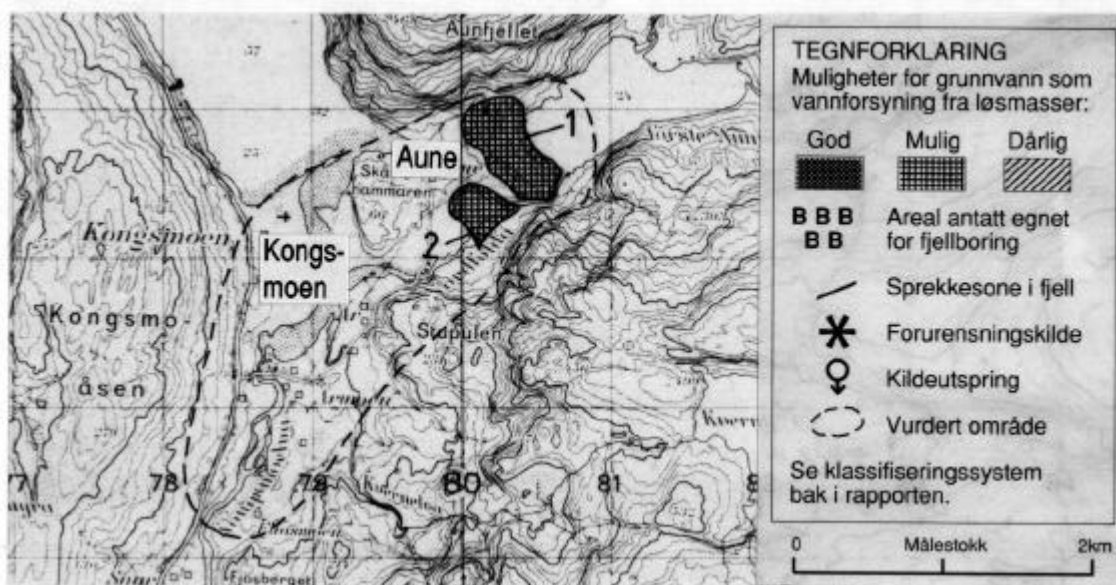 Aunfjellet
1
Aune
Kongsmoen
Kongs-
moen
2
Kongsmo-
åsen
Stapulen
78
79
80
81
TEGNFORKLARING
Muligheter for grunnvann som
vannforsyning fra løsmasser:
God Mulig Dårlig
B B B
B B
Areal antatt egnet
for fjellboring
Sprekkesone i fjell
Forurensningskilde
Kildeutspring
Vurdert område
Se klassifiseringssystem
bak i rapporten.
0 Målestokk 2km